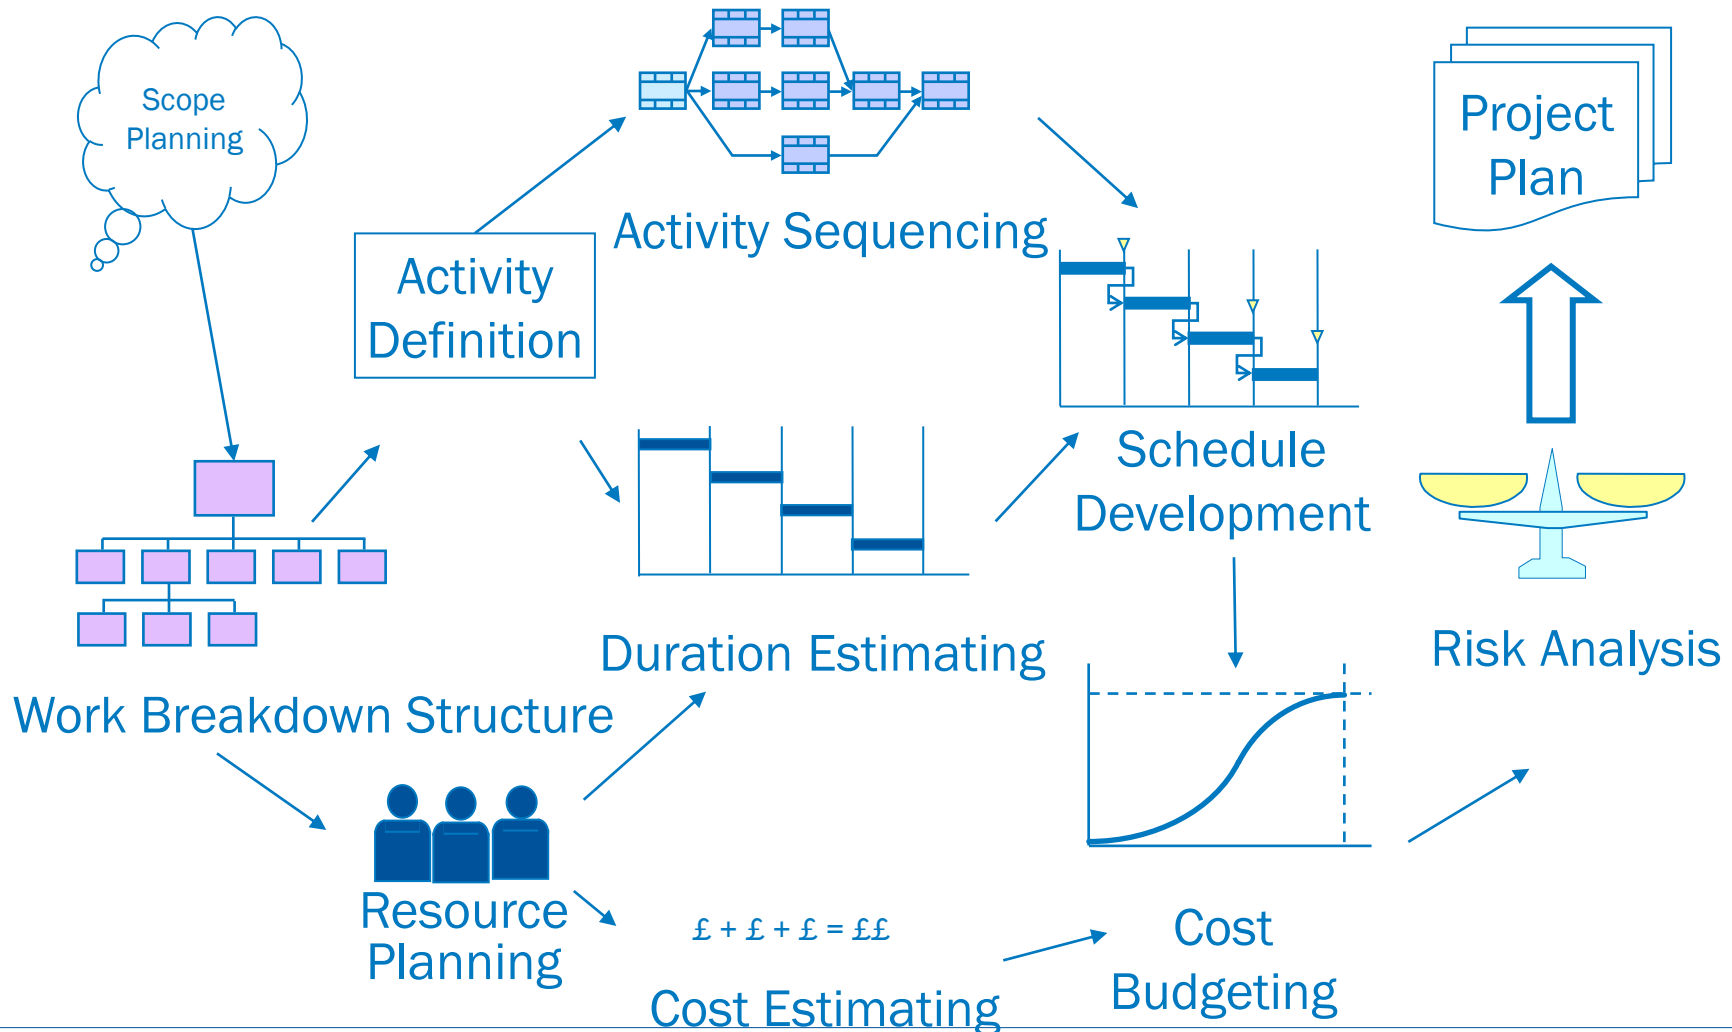 Scope
Planning
Activity Sequencing
Project
Plan
Activity
Definition
Schedule
Development
Duration Estimating
Risk Analysis
Work Breakdown Structure
Resource
Planning
£ + £ + £ = ££
Cost Estimating
Cost
Budgeting